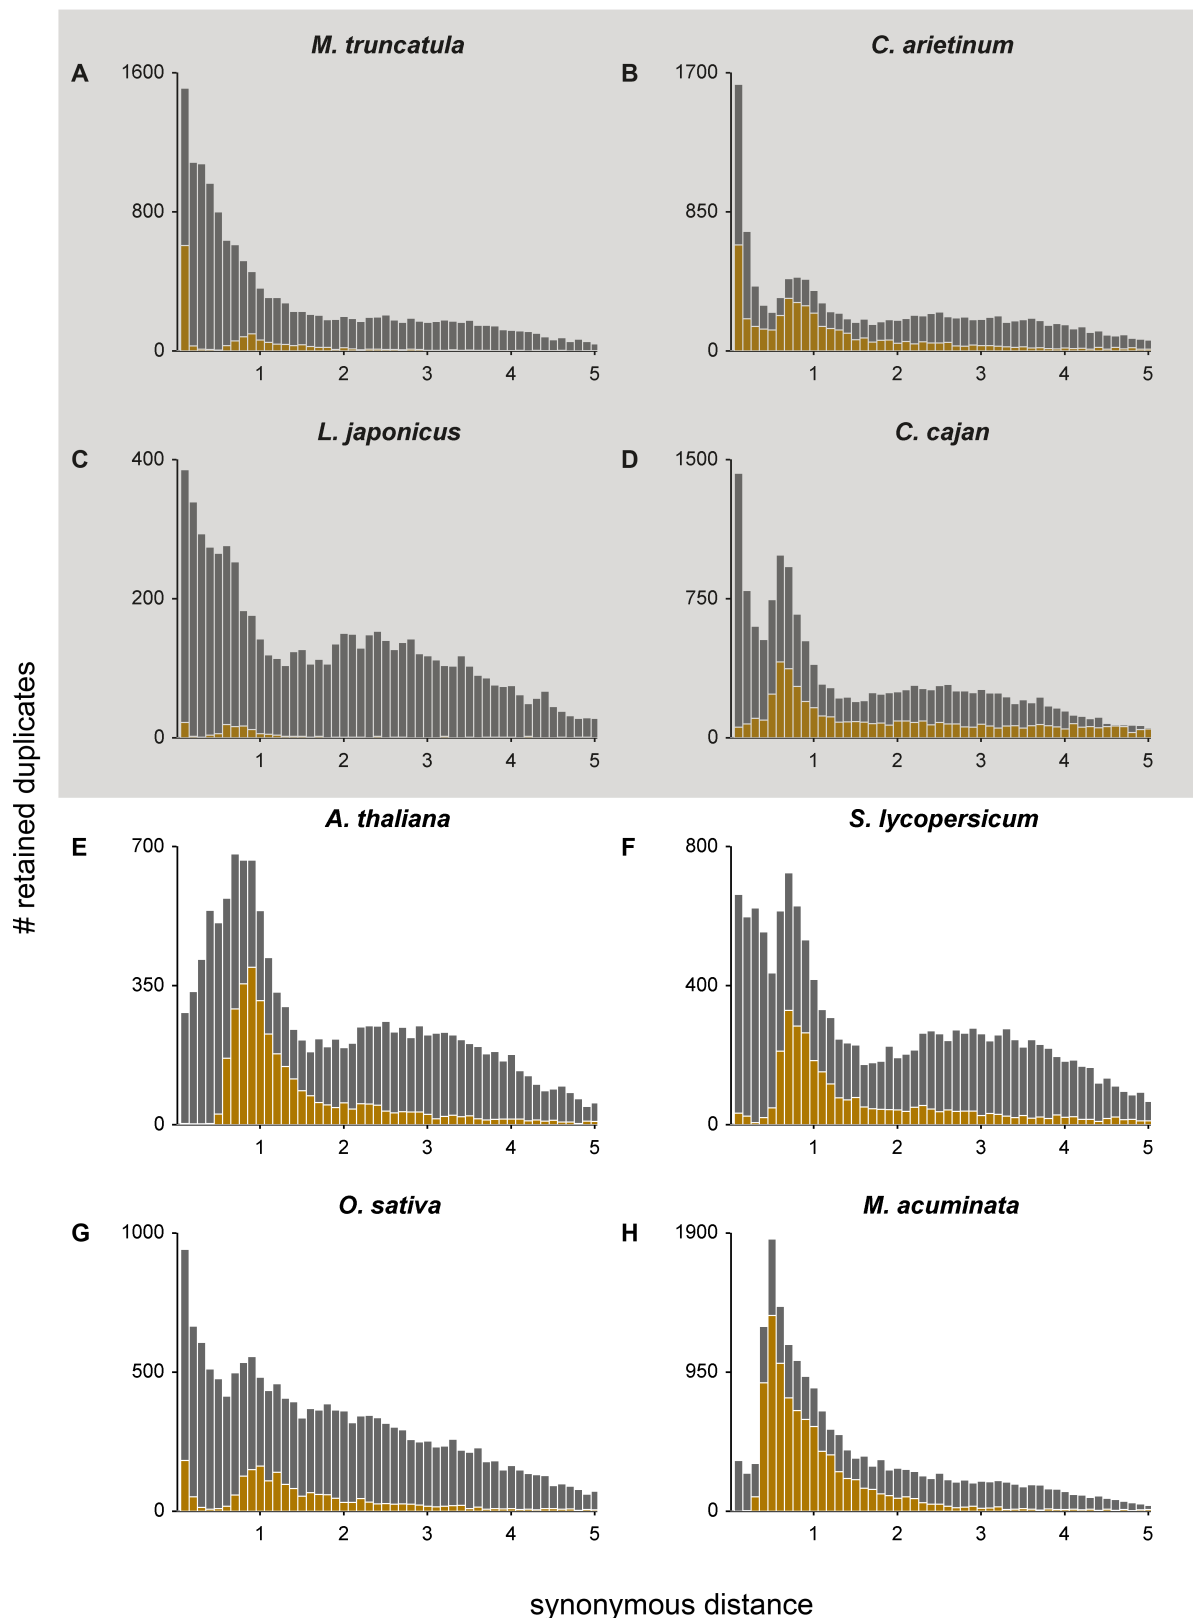 M. truncatula
C. arietinum
A
1600
800
0
1 2 3 4 5
B
1700
850
0
1 2 3 4 5
L. japonicus
C. cajan
C
400
200
0
1 2 3 4 5
D
1500
750
0
1 2 3 4 5
A. thaliana
S. lycopersicum
E
700
350
0
1 2 3 4 5
F
800
400
0
1 2 3 4 5
O. sativa
M. acuminata
G
1000
500
0
1 2 3 4 5
H
1900
950
0
1 2 3 4 5
# retained duplicates
synonymous distance